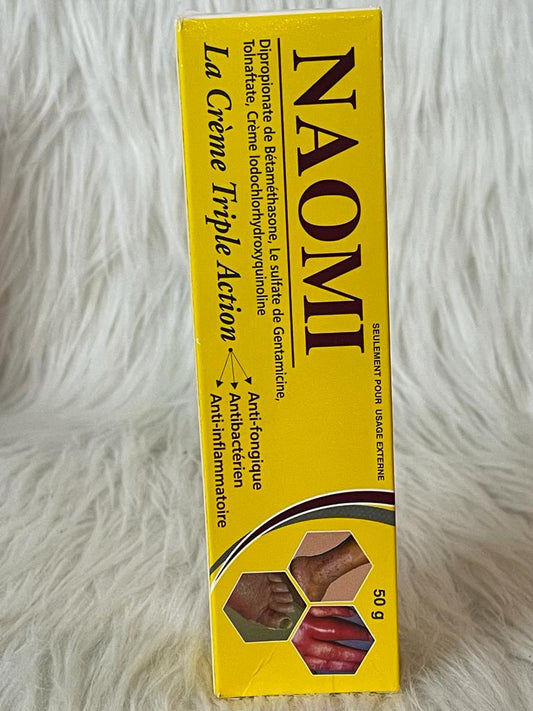 NAOMI
Dipropionate de Bétaméthasone, Le sulfate de Gentamicine,
Tolnaftate, Crème Iodochlorhydroxyquinoline
La Crème Triple Action
Anti-fongique
Antibactérien
Anti-inflammatoire
SEULEMENT POUR USAGE EXTERNE
50 g